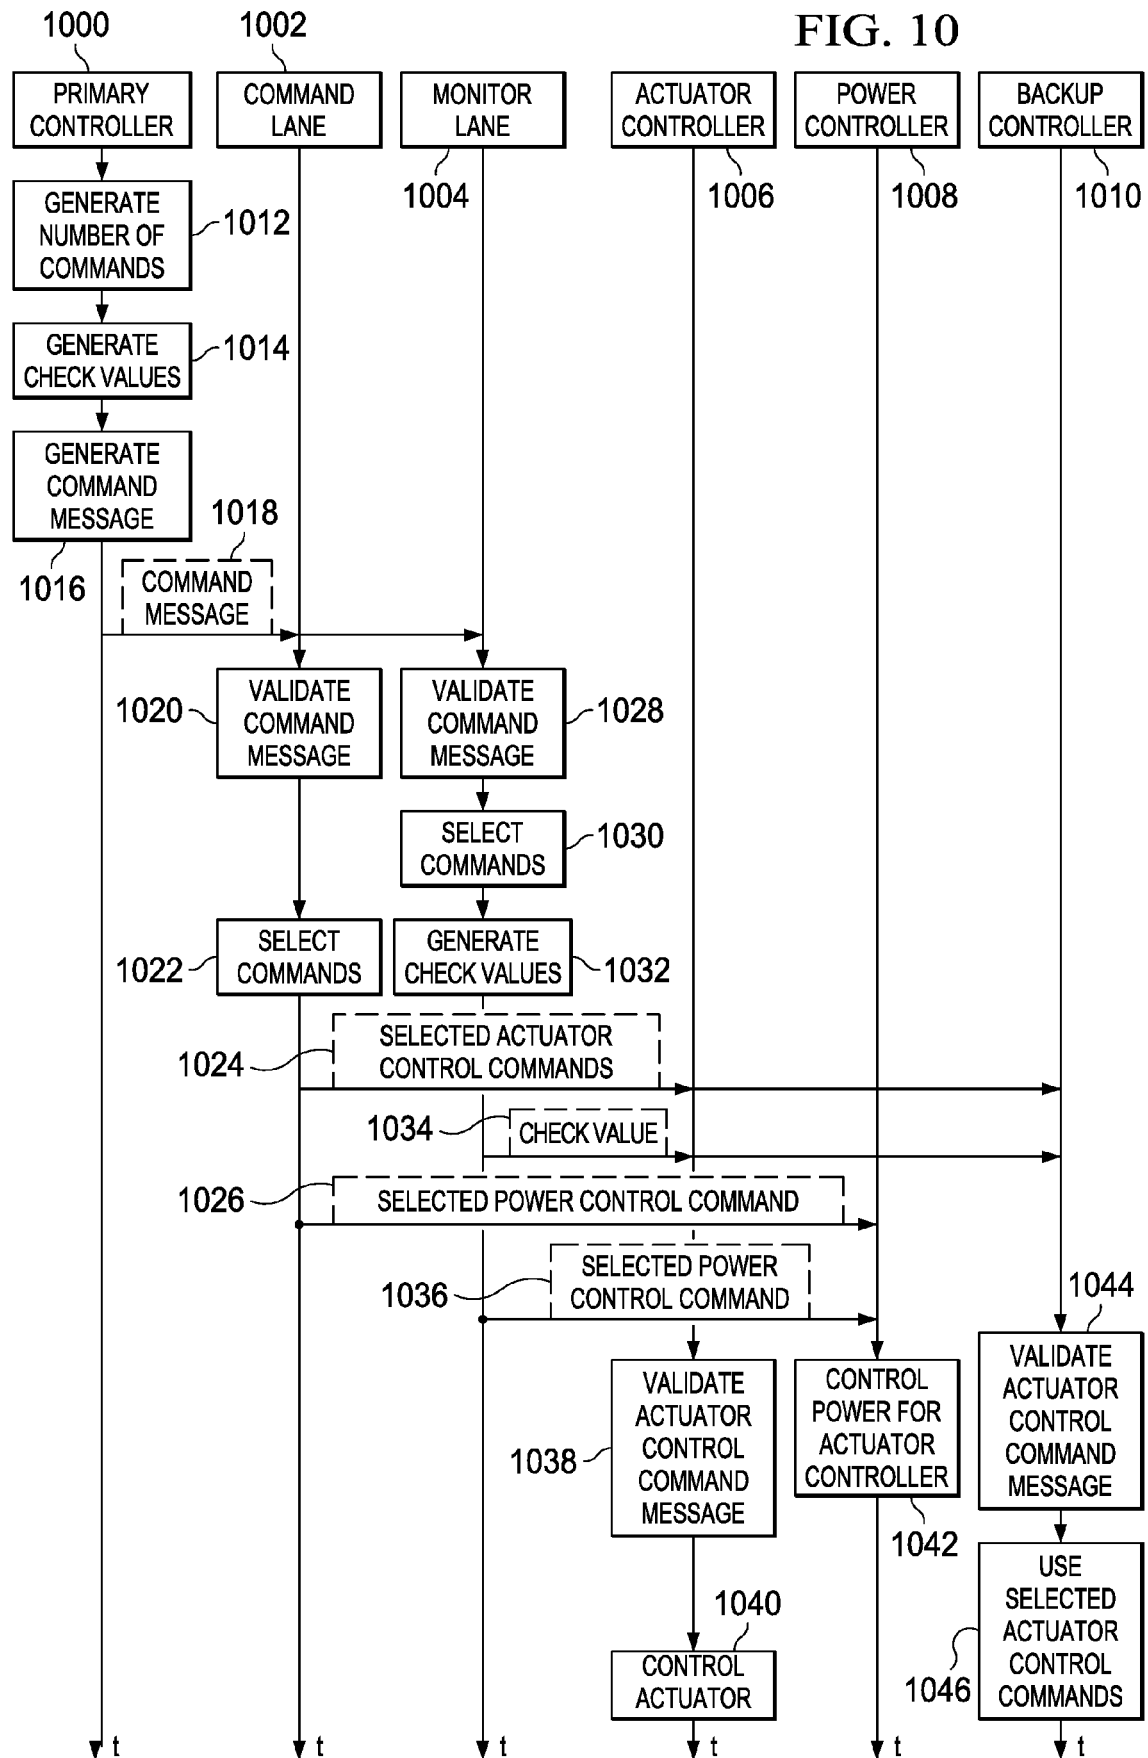 FIG. 10
1000
1002
PRIMARY
CONTROLLER
COMMAND
LANE
MONITOR
LANE
ACTUATOR
CONTROLLER
POWER
CONTROLLER
BACKUP
CONTROLLER
1004
1006
1008
1010
GENERATE
NUMBER OF
COMMANDS
1012
GENERATE
CHECK VALUES
1014
GENERATE
COMMAND
MESSAGE
1016
1018
COMMAND
MESSAGE
1020
VALIDATE
COMMAND
MESSAGE
VALIDATE
COMMAND
MESSAGE
1028
SELECT
COMMANDS
1030
1022
SELECT
COMMANDS
GENERATE
CHECK VALUES
1032
1024
SELECTED ACTUATOR
CONTROL COMMANDS
1034
CHECK VALUE
1026
SELECTED POWER CONTROL COMMAND
1036
SELECTED POWER
CONTROL COMMAND
1044
1038
VALIDATE
ACTUATOR
CONTROL
COMMAND
MESSAGE
CONTROL
POWER FOR
ACTUATOR
CONTROLLER
1042
VALIDATE
ACTUATOR
CONTROL
COMMAND
MESSAGE
1040
CONTROL
ACTUATOR
1046
USE
SELECTED
ACTUATOR
CONTROL
COMMANDS
t
t
t
t
t
t